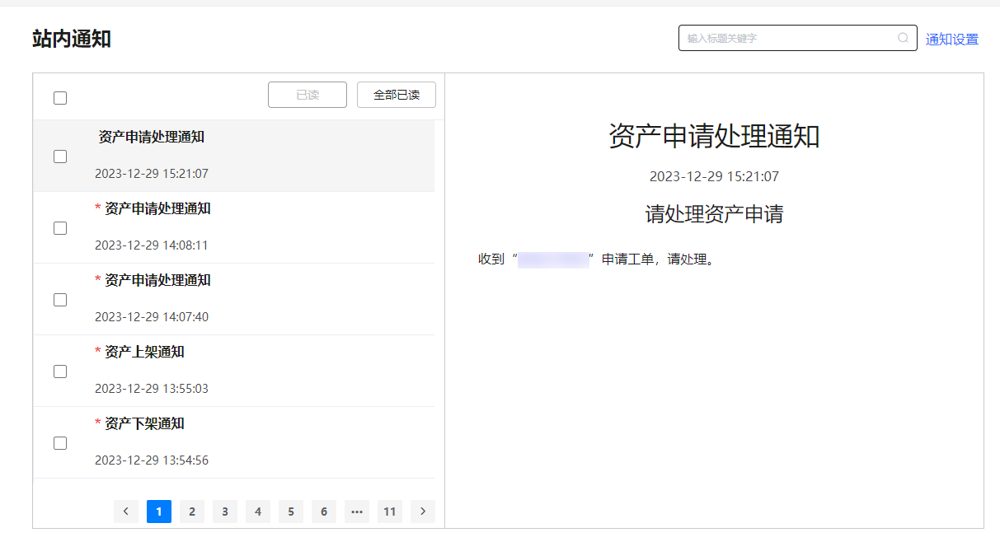 站内通知
输入标题关键字
通知设置
已读
全部已读
资产申请处理通知
2023-12-29 15:21:07
* 资产申请处理通知
2023-12-29 14:08:11
* 资产申请处理通知
2023-12-29 14:07:40
* 资产上架通知
2023-12-29 13:55:03
* 资产下架通知
2023-12-29 13:54:56
< 1 2 3 4 5 6 ••• 11 >
资产申请处理通知
2023-12-29 15:21:07
请处理资产申请
收到“ ”申请工单，请处理。